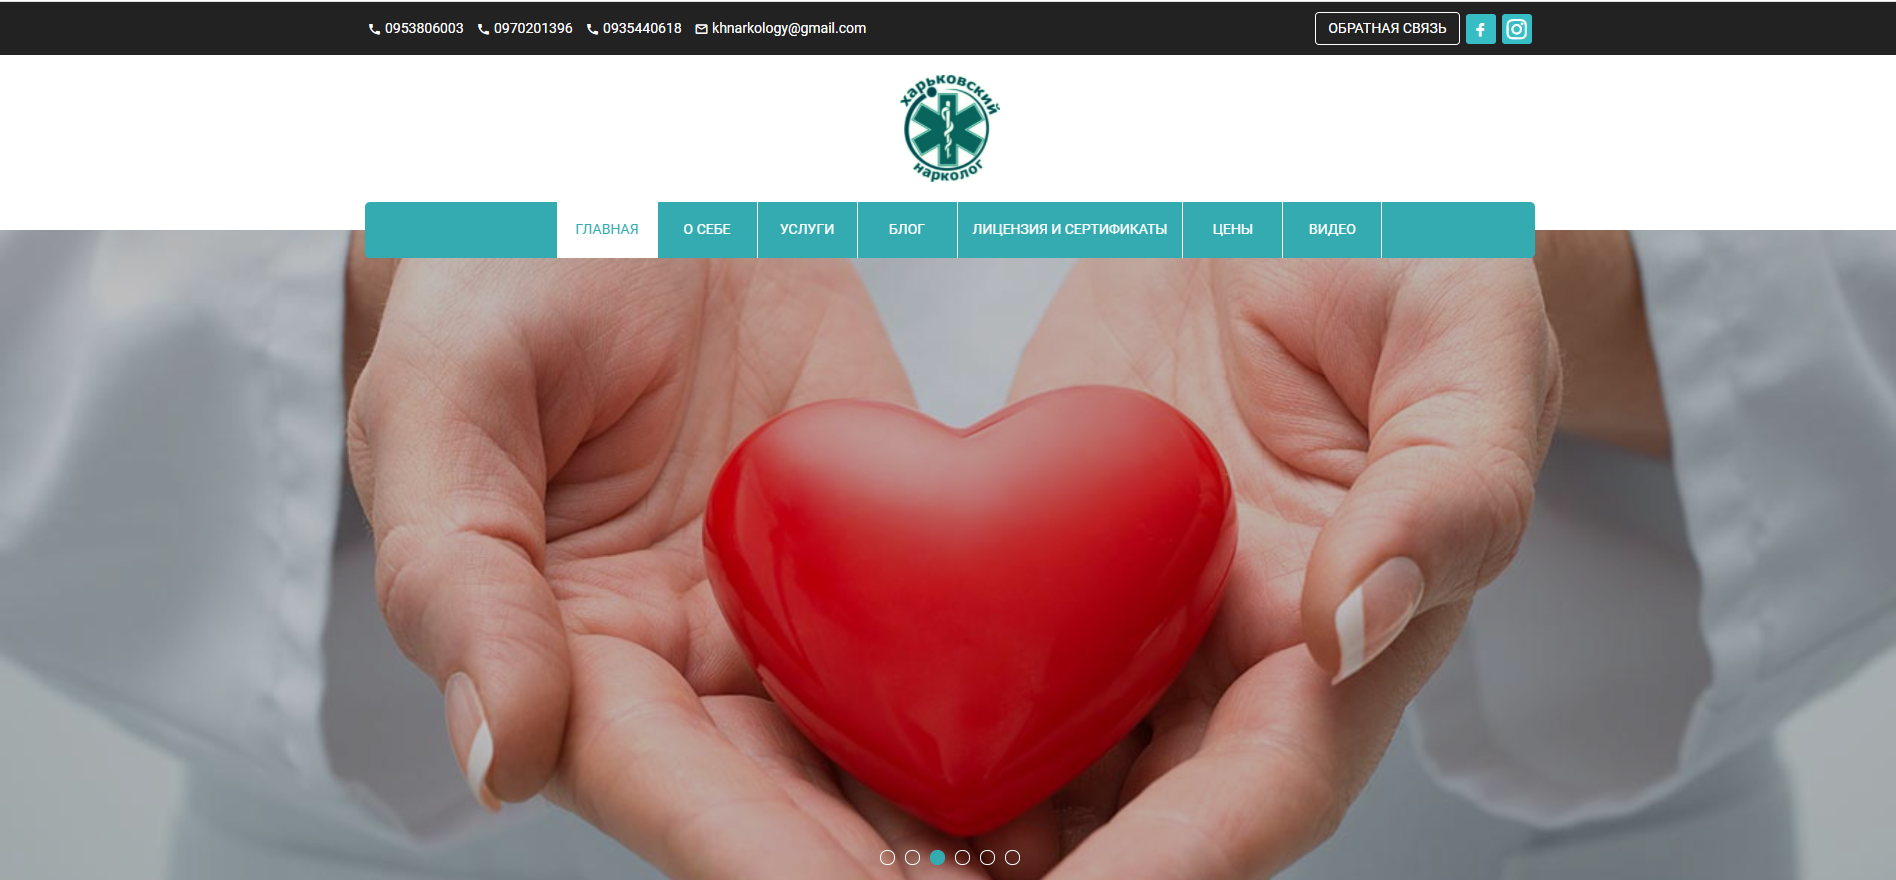 0953806003 0970201396 0935440618 khnarkology@gmail.com ОБРАТНАЯ СВЯЗЬ
харьковский
нарколог
ГЛАВНАЯ О СЕБЕ УСЛУГИ БЛОГ ЛИЦЕНЗИЯ И СЕРТИФИКАТЫ ЦЕНЫ ВИДЕО